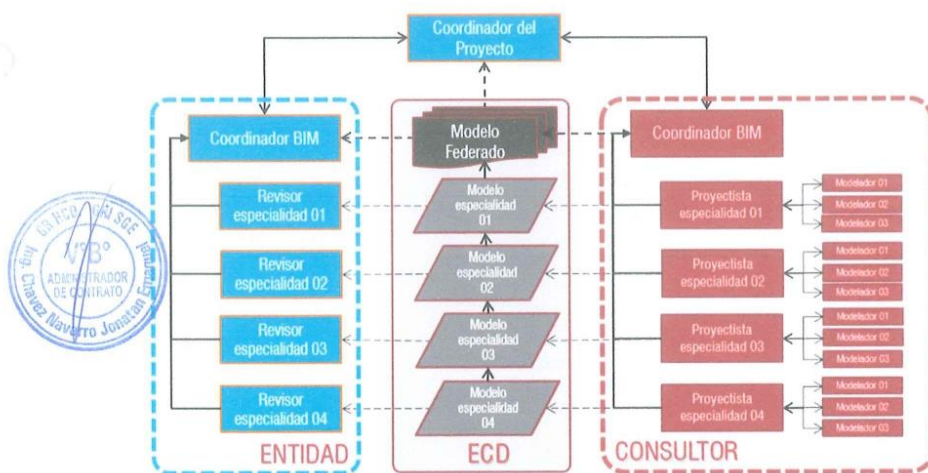 Coordinador del
Proyecto
Coordinador BIM
Revisor
especialidad 01
Revisor
especialidad 02
Revisor
especialidad 03
Revisor
especialidad 04
ENTIDAD
Modelo
Federado
Modelo
especialidad
01
Modelo
especialidad
02
Modelo
especialidad
03
Modelo
especialidad
04
ECD
Coordinador BIM
Proyectista
especialidad 01
Modelador 01
Modelador 02
Modelador 03
Proyectista
especialidad 02
Modelador 01
Modelador 02
Modelador 03
Proyectista
especialidad 03
Modelador 01
Modelador 02
Modelador 03
Proyectista
especialidad 04
Modelador 01
Modelador 02
Modelador 03
CONSULTOR
SGE
V°B°
ADMINISTRADOR
DE CONTRATO
Ing. Chavez Navarro Jonatan Emanuel